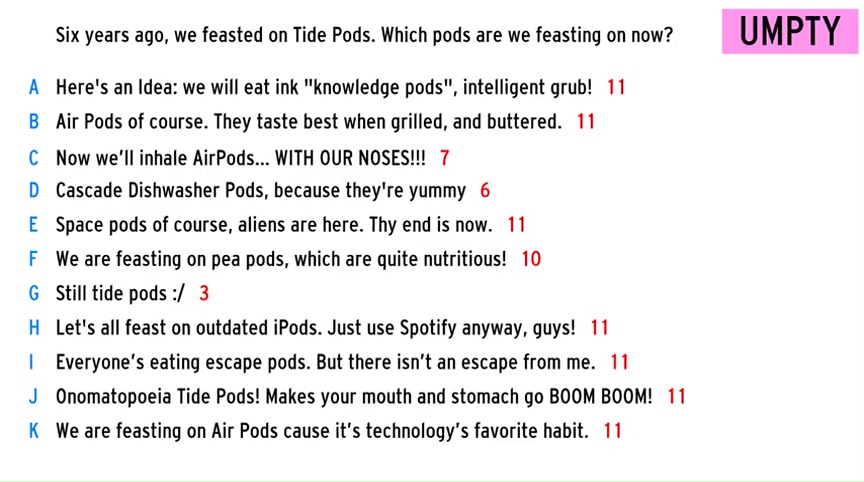 Six years ago, we feasted on Tide Pods. Which pods are we feasting on now?
UMPTY
A Here's an Idea: we will eat ink "knowledge pods", intelligent grub! 11
B Air Pods of course. They taste best when grilled, and buttered. 11
C Now we’ll inhale AirPods... WITH OUR NOSES!!! 7
D Cascade Dishwasher Pods, because they're yummy 6
E Space pods of course, aliens are here. Thy end is now. 11
F We are feasting on pea pods, which are quite nutritious! 10
G Still tide pods :/ 3
H Let's all feast on outdated iPods. Just use Spotify anyway, guys! 11
I Everyone’s eating escape pods. But there isn’t an escape from me. 11
J Onomatopoeia Tide Pods! Makes your mouth and stomach go BOOM BOOM! 11
K We are feasting on Air Pods cause it’s technology’s favorite habit. 11